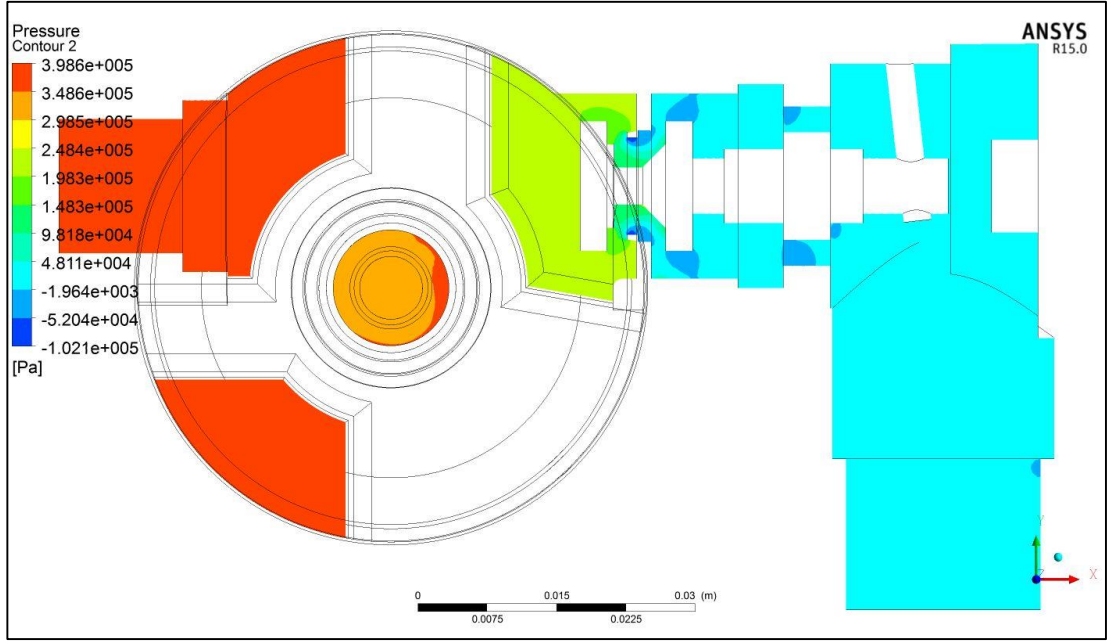 Pressure
Contour 2
3.986e+005
3.486e+005
2.985e+005
2.484e+005
1.983e+005
1.483e+005
9.818e+004
4.811e+004
-1.964e+003
-5.204e+004
-1.021e+005
[Pa]
ANSYS
R15.0
0 0.015 0.03 (m)
0.0075 0.0225
Y
Z X